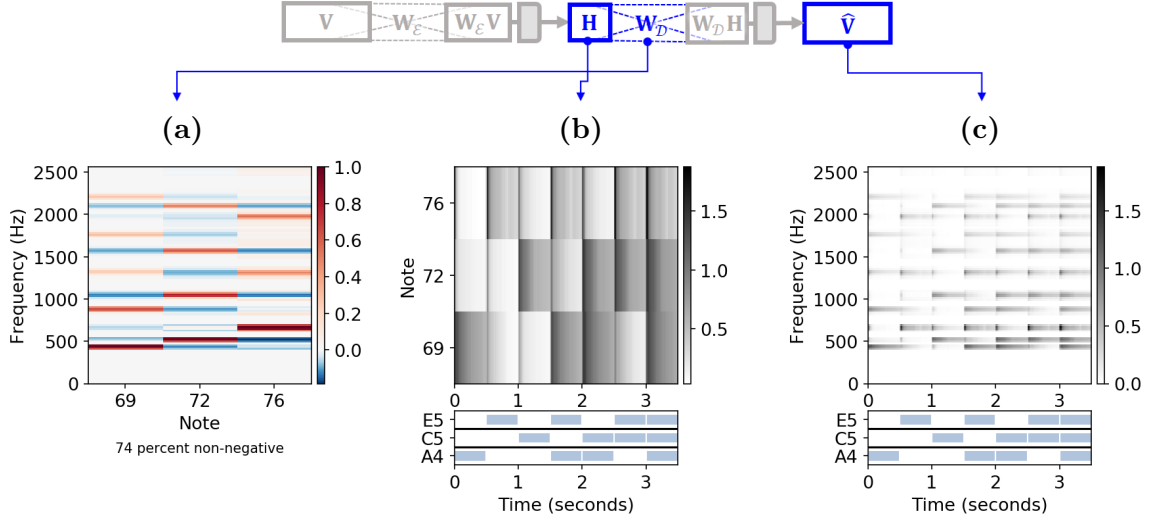 V W_ℰ W_ℰV H W_𝒟 W_𝒟H V̂
(a) (b) (c)
2500
2000
1500
1000
500
0
Frequency (Hz)
69 72 76
Note
74 percent non-negative
1.0
0.8
0.6
0.4
0.2
0.0
76
72
69
Note
0 1 2 3
1.5
1.0
0.5
E5
C5
A4
0 1 2 3
Time (seconds)
2500
2000
1500
1000
500
0
Frequency (Hz)
0 1 2 3
1.5
1.0
0.5
0.0
E5
C5
A4
0 1 2 3
Time (seconds)